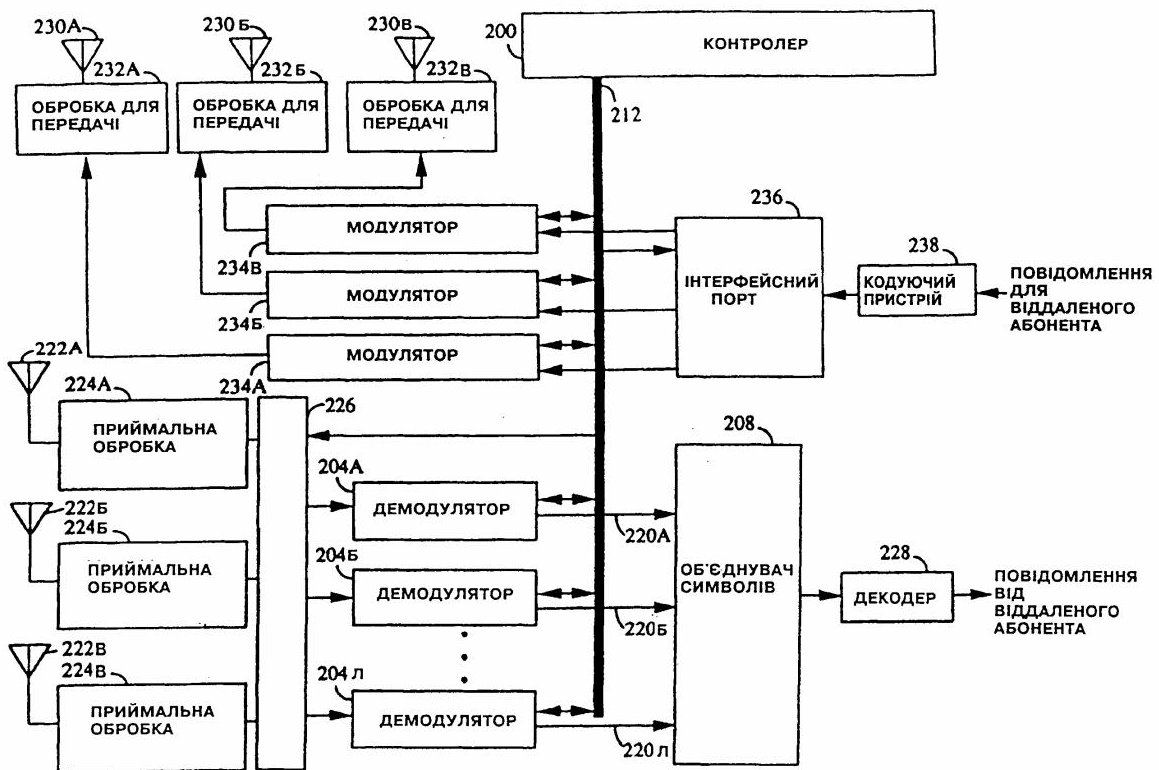 230А
230Б
230В
200
КОНТРОЛЕР
232А
232Б
232В
ОБРОБКА ДЛЯ
ПЕРЕДАЧІ
ОБРОБКА ДЛЯ
ПЕРЕДАЧІ
ОБРОБКА ДЛЯ
ПЕРЕДАЧІ
212
МОДУЛЯТОР
234В
МОДУЛЯТОР
234Б
МОДУЛЯТОР
234А
236
ІНТЕРФЕЙСНИЙ
ПОРТ
238
КОДУЮЧИЙ
ПРИСТРІЙ
ПОВІДОМЛЕННЯ
ДЛЯ
ВІДДАЛЕНОГО
АБОНЕНТА
222А
224А
ПРИЙМАЛЬНА
ОБРОБКА
226
222Б
224Б
ПРИЙМАЛЬНА
ОБРОБКА
222В
224В
ПРИЙМАЛЬНА
ОБРОБКА
204А
ДЕМОДУЛЯТОР
220А
204Б
ДЕМОДУЛЯТОР
220Б
204Л
ДЕМОДУЛЯТОР
220Л
208
ОБ'ЄДНУВАЧ
СИМВОЛІВ
228
ДЕКОДЕР
ПОВІДОМЛЕННЯ
ВІД
ВІДДАЛЕНОГО
АБОНЕНТА